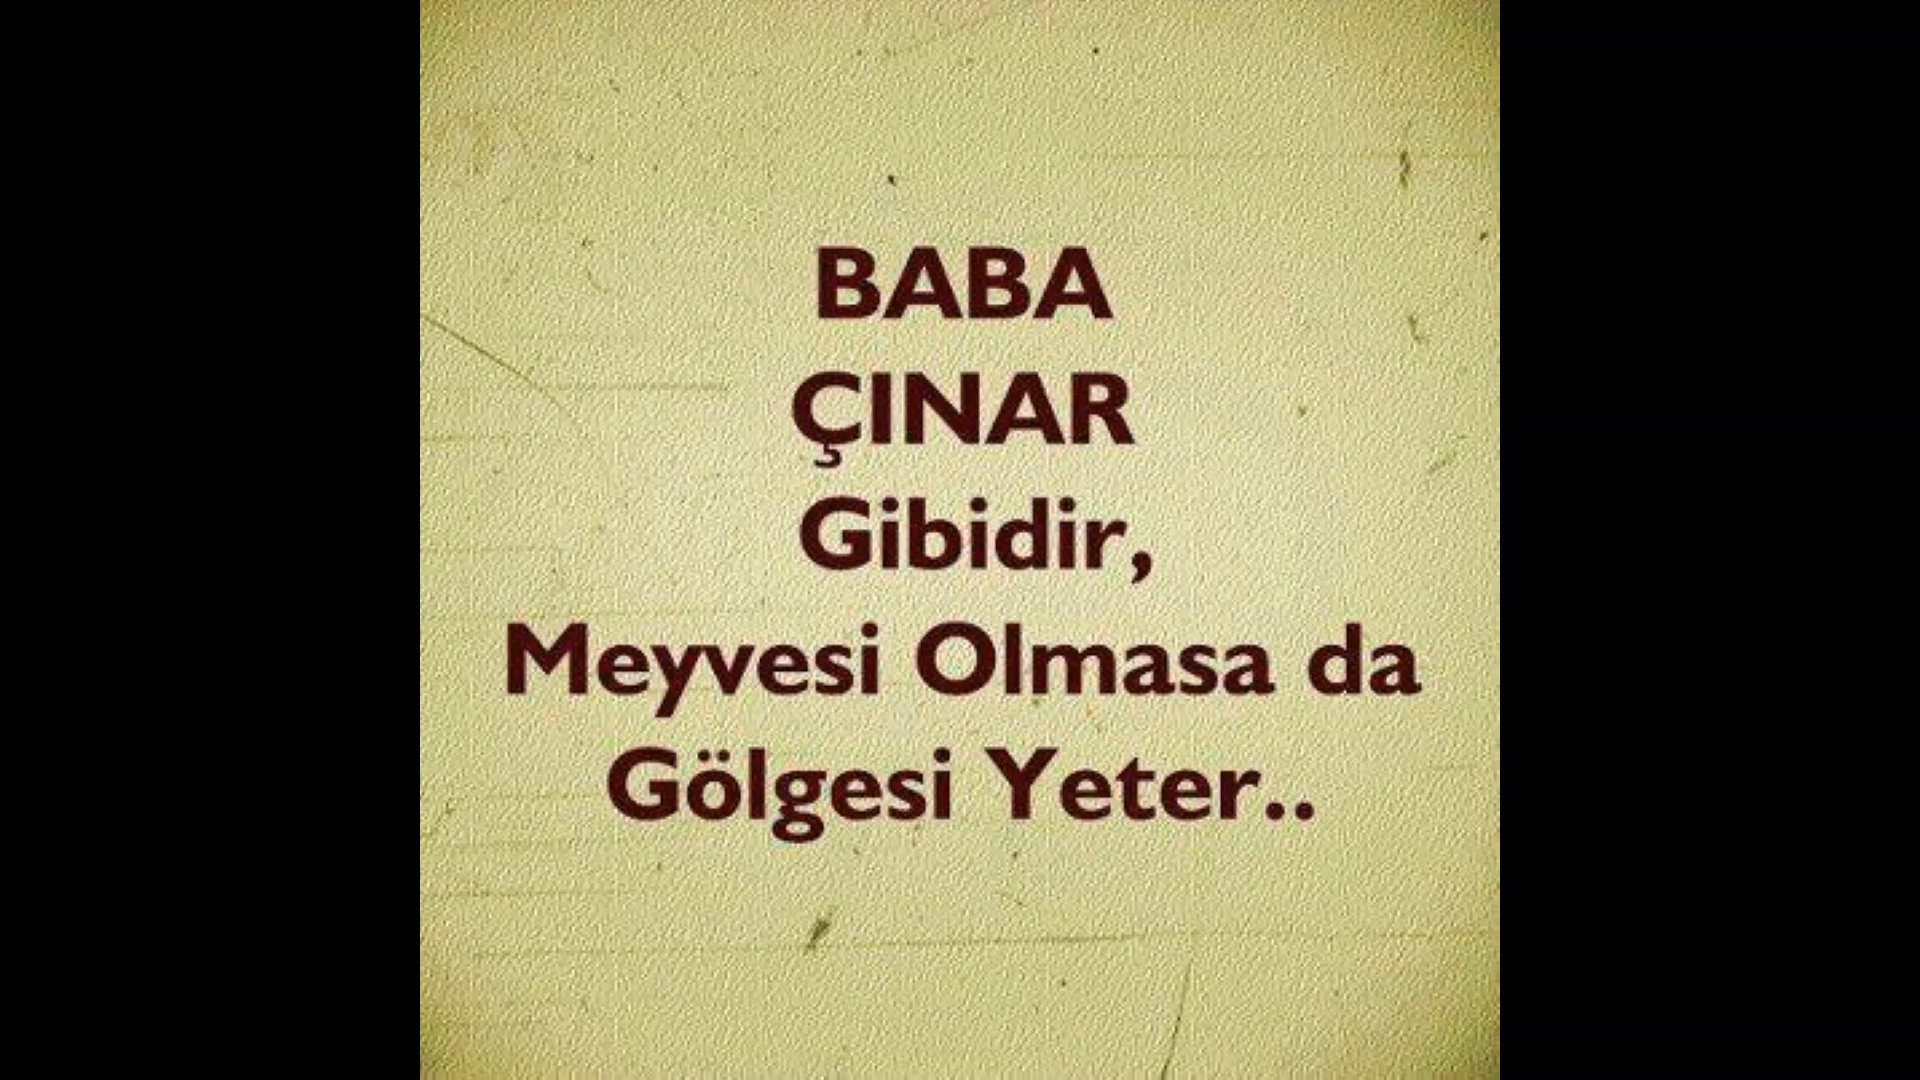 BABA
ÇINAR
Gibidir,
Meyvesi Olmasa da
Gölgesi Yeter..